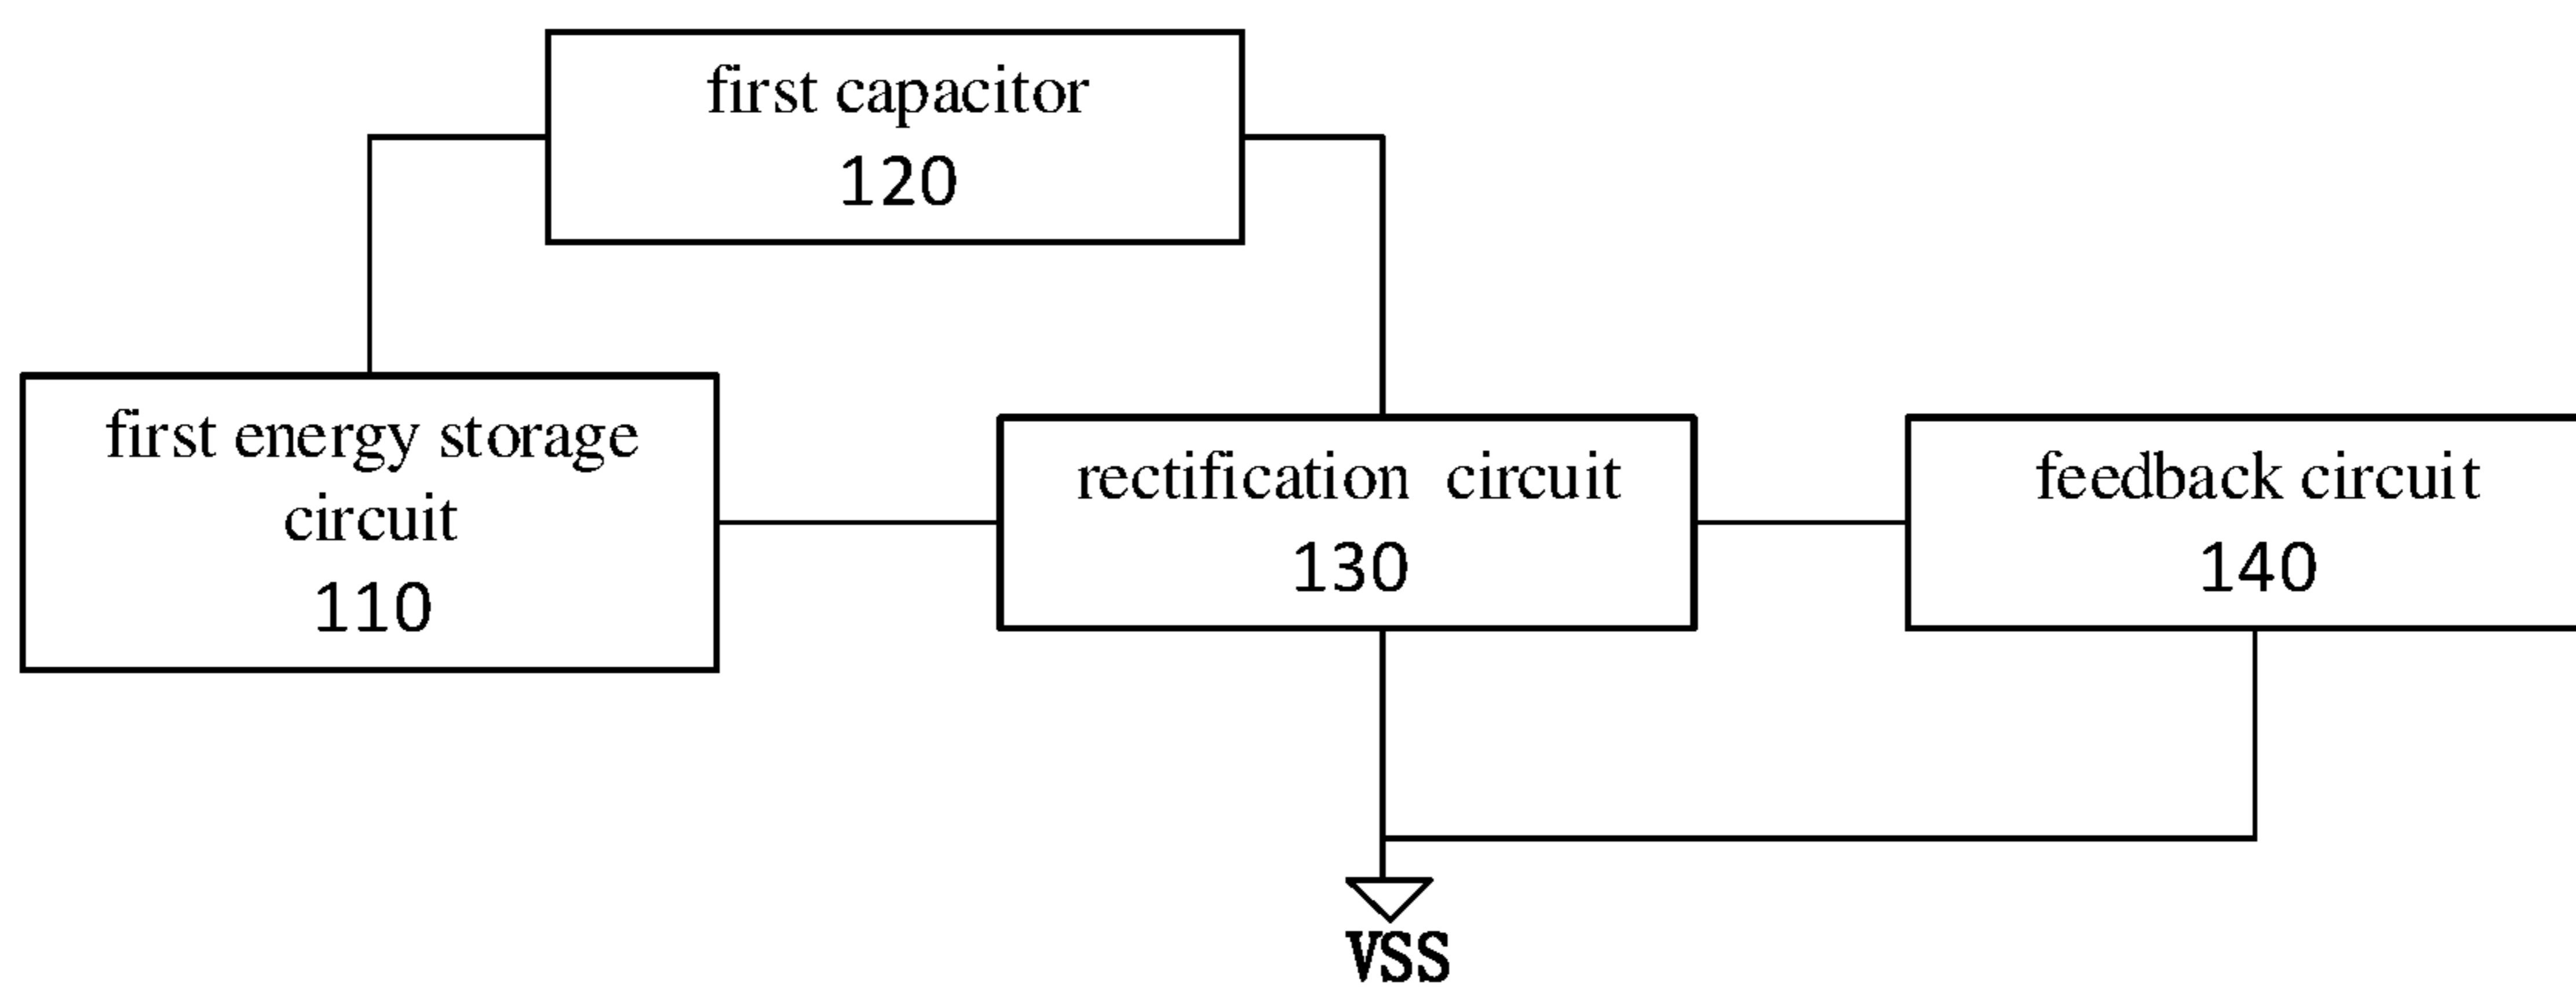 first capacitor
120
first energy storage
circuit
110
rectification circuit
130
feedback circuit
140
VSS